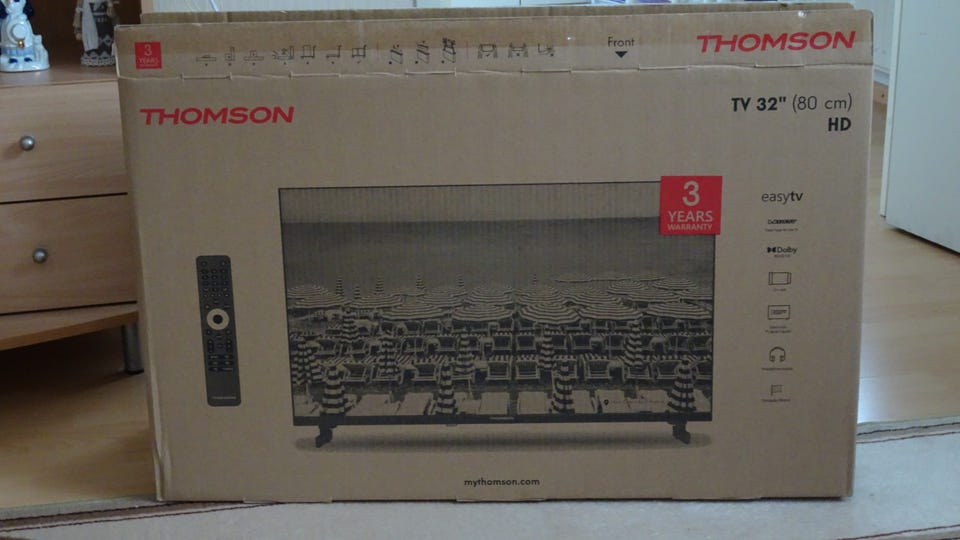 3
YEARS
Front
THOMSON
THOMSON
TV 32" (80 cm)
HD
3
YEARS
WARRANTY
easytv
Dolby
mythomson.com